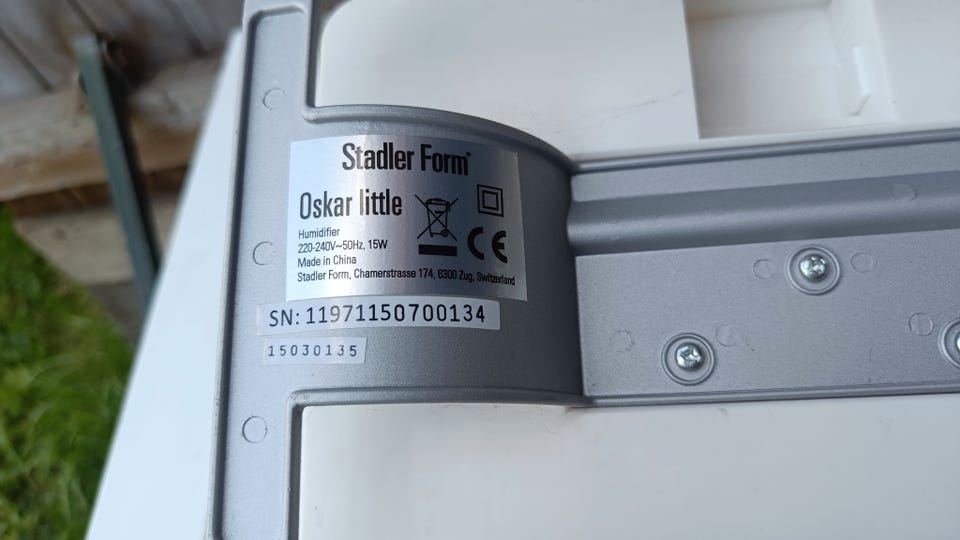 Stadler Form®
Oskar little
Humidifier
220-240V~50Hz, 15W
Made in China
Stadler Form, Chamerstrasse 174, 6300 Zug, Switzerland
CE
SN: 11971150700134
15030135